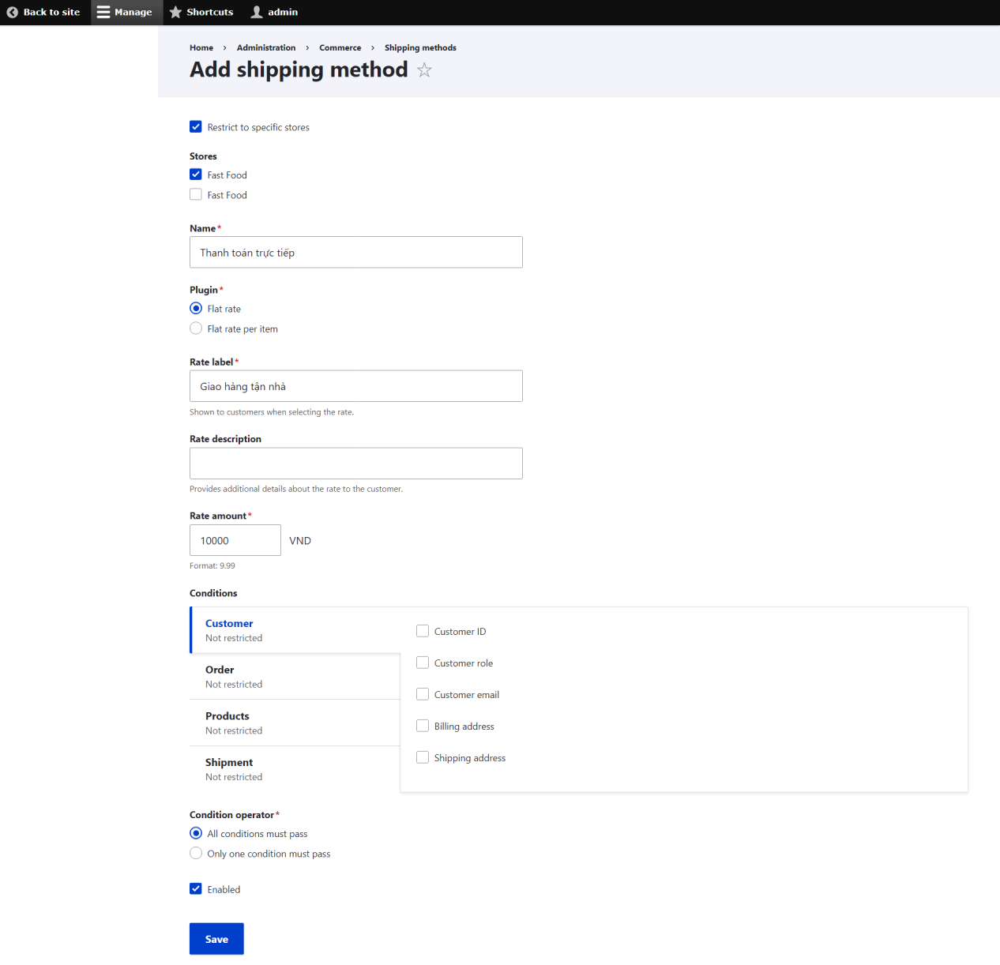 Back to site Manage Shortcuts admin
Home › Administration › Commerce › Shipping methods
Add shipping method
Restrict to specific stores
Stores
Fast Food
Fast Food
Name*
Thanh toán trực tiếp
Plugin*
Flat rate
Flat rate per item
Rate label*
Giao hàng tận nhà
Shown to customers when selecting the rate.
Rate description
Provides additional details about the rate to the customer.
Rate amount*
10000 VND
Format: 9.99
Conditions
Customer
Not restricted
Order
Not restricted
Products
Not restricted
Shipment
Not restricted
Customer ID
Customer role
Customer email
Billing address
Shipping address
Condition operator*
All conditions must pass
Only one condition must pass
Enabled
Save